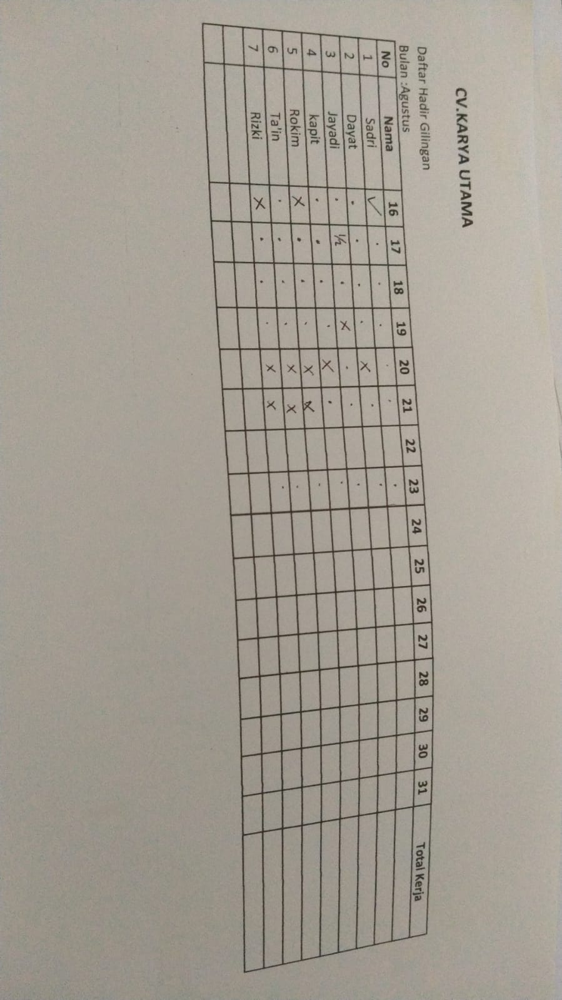 CV.KARYA UTAMA
Daftar Hadir Gilingan
Bulan :Agustus
No Nama 16 17 18 19 20 21 22 23 24 25 26 27 28 29 30 31 Total Kerja
1 Sadri ✓ . . . . . .
2 Dayat . . . . X . .
3 Jayadi . ½ . X . . .
4 kapit . . . . X . .
5 Rokim X . . . X X .
6 Ta'in . . . . X X .
7 Rizki X . . . X X .